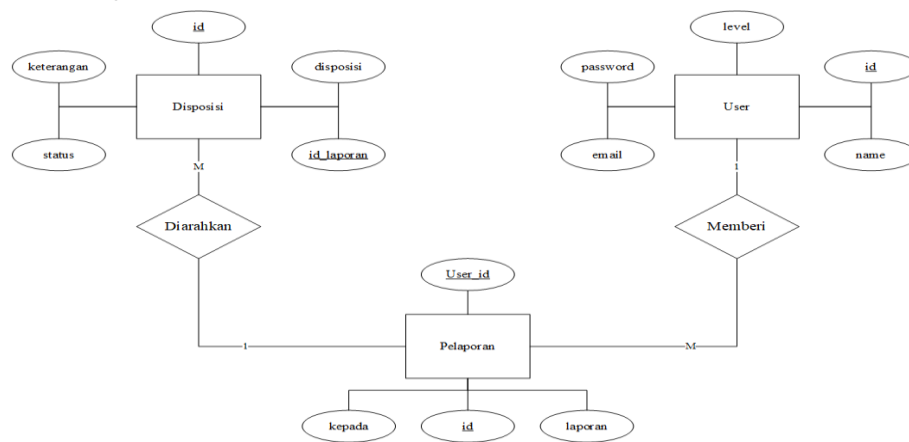 id
level
keterangan
disposisi
password
id
Disposisi
User
status
id_laporan
email
name
M
1
Diarahkan
Memberi
User_id
1
Pelaporan
M
kepada
id
laporan